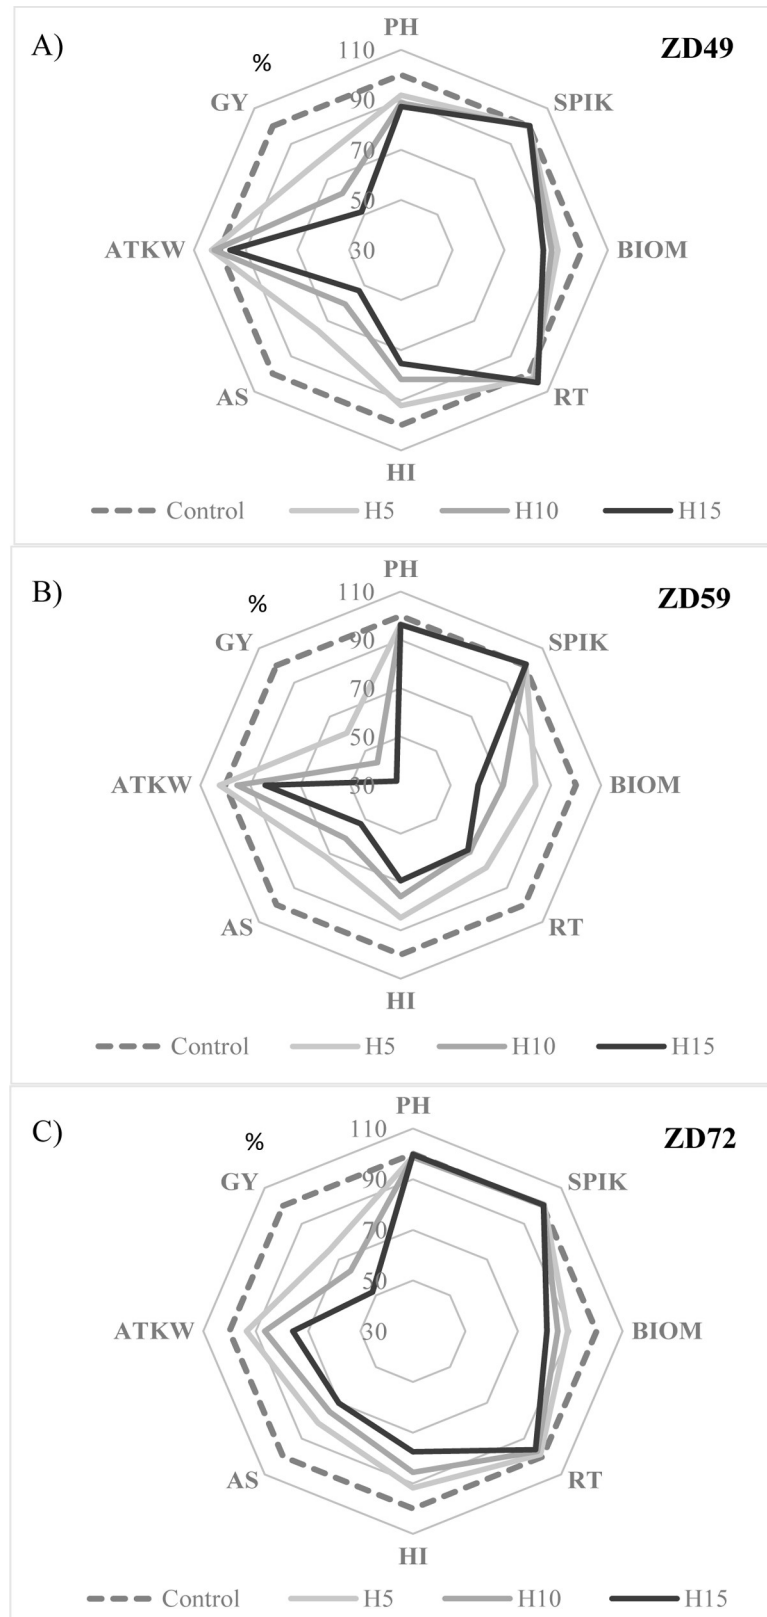 A)
ZD49
%
PH
SPIK
BIOM
RT
HI
AS
ATKW
GY
110
90
70
50
30
Control H5 H10 H15
B)
ZD59
%
PH
SPIK
BIOM
RT
HI
AS
ATKW
GY
110
90
70
50
30
Control H5 H10 H15
C)
ZD72
%
PH
SPIK
BIOM
RT
HI
AS
ATKW
GY
110
90
70
50
30
Control H5 H10 H15